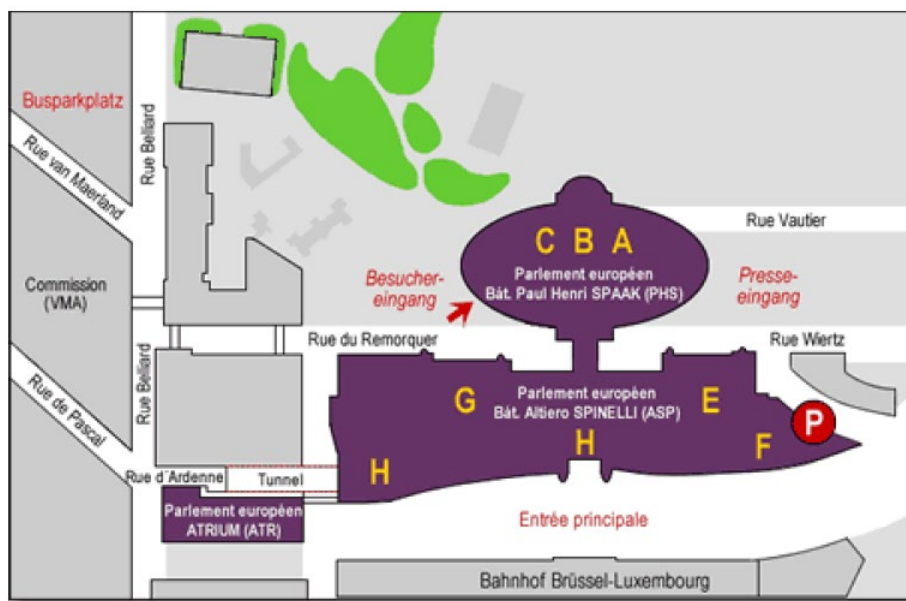 Busparkplatz
Rue Belliard
Rue van Maerland
Rue Vautier
C B A
Parlement européen
Bât. Paul Henri SPAAK (PHS)
Besucher-
eingang
Presse-
eingang
Commission
(VMA)
Rue du Remorquer
Rue Wiertz
Rue Belliard
Rue de Pascal
G
Parlement européen
Bât. Altiero SPINELLI (ASP)
E
P
H
H
F
Rue d´Ardenne
Tunnel
Parlement européen
ATRIUM (ATR)
Entrée principale
Bahnhof Brüssel-Luxembourg